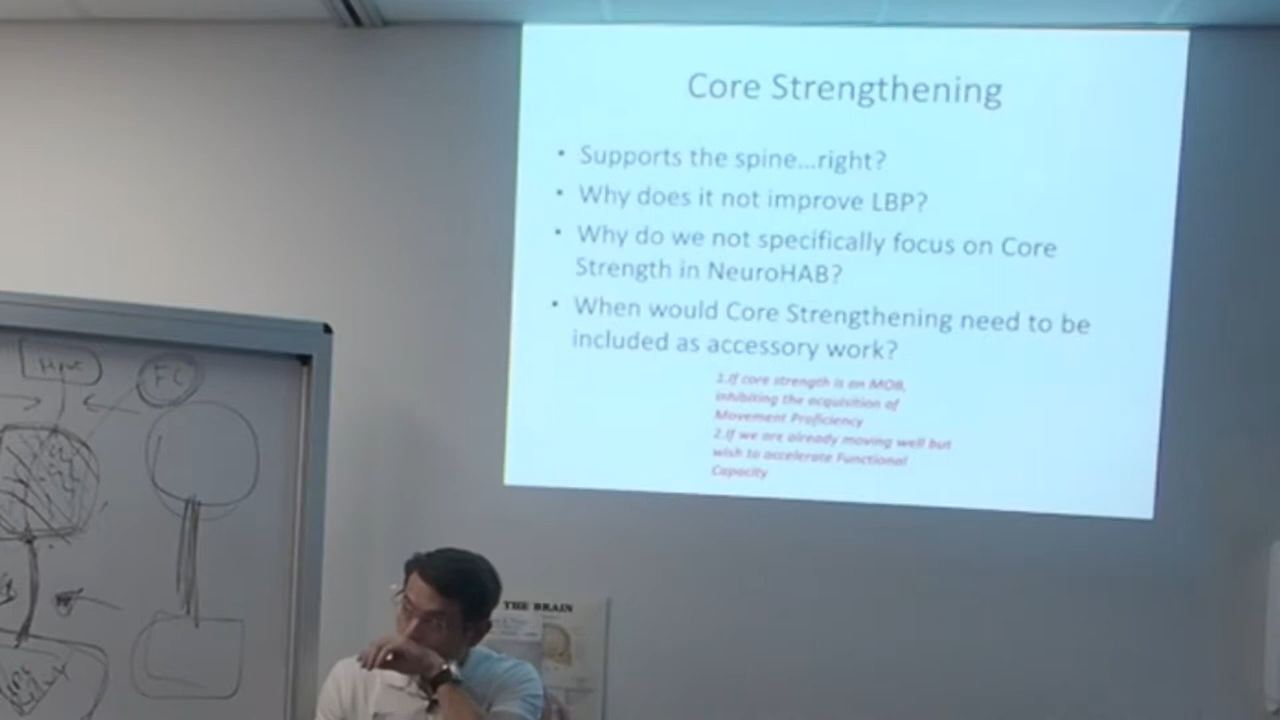 Core Strengthening
• Supports the spine...right?
• Why does it not improve LBP?
• Why do we not specifically focus on Core
Strength in NeuroHAB?
• When would Core Strengthening need to be
included as accessory work?
1.If core strength is an MOB,
inhibiting the acquisition of
Movement Proficiency
2.If we are already moving well but
wish to accelerate Functional
Capacity
FC
THE BRAIN